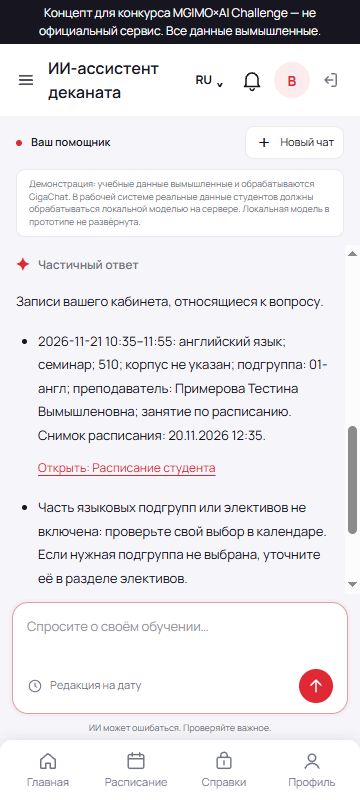 Концепт для конкурса MGIMO×AI Challenge — не
официальный сервис. Все данные вымышленные.
ИИ-ассистент
деканата
RU
В
Ваш помощник
+ Новый чат
Демонстрация: учебные данные вымышленные и обрабатываются
GigaChat. В рабочей системе реальные данные студентов должны
обрабатываться локальной моделью на сервере. Локальная модель в
прототипе не развёрнута.
Частичный ответ
Записи вашего кабинета, относящиеся к вопросу.
• 2026-11-21 10:35–11:55: английский язык;
семинар; 510; корпус не указан; подгруппа: 01-
англ; преподаватель: Примерова Тестина
Вымышленовна; занятие по расписанию.
Снимок расписания: 20.11.2026 12:35.
Открыть: Расписание студента
• Часть языковых подгрупп или элективов не
включена: проверьте свой выбор в календаре.
Если нужная подгруппа не выбрана, уточните
её в разделе элективов.
Спросите о своём обучении...
Редакция на дату
ИИ может ошибаться. Проверяйте важное.
Главная
Расписание
Справки
Профиль